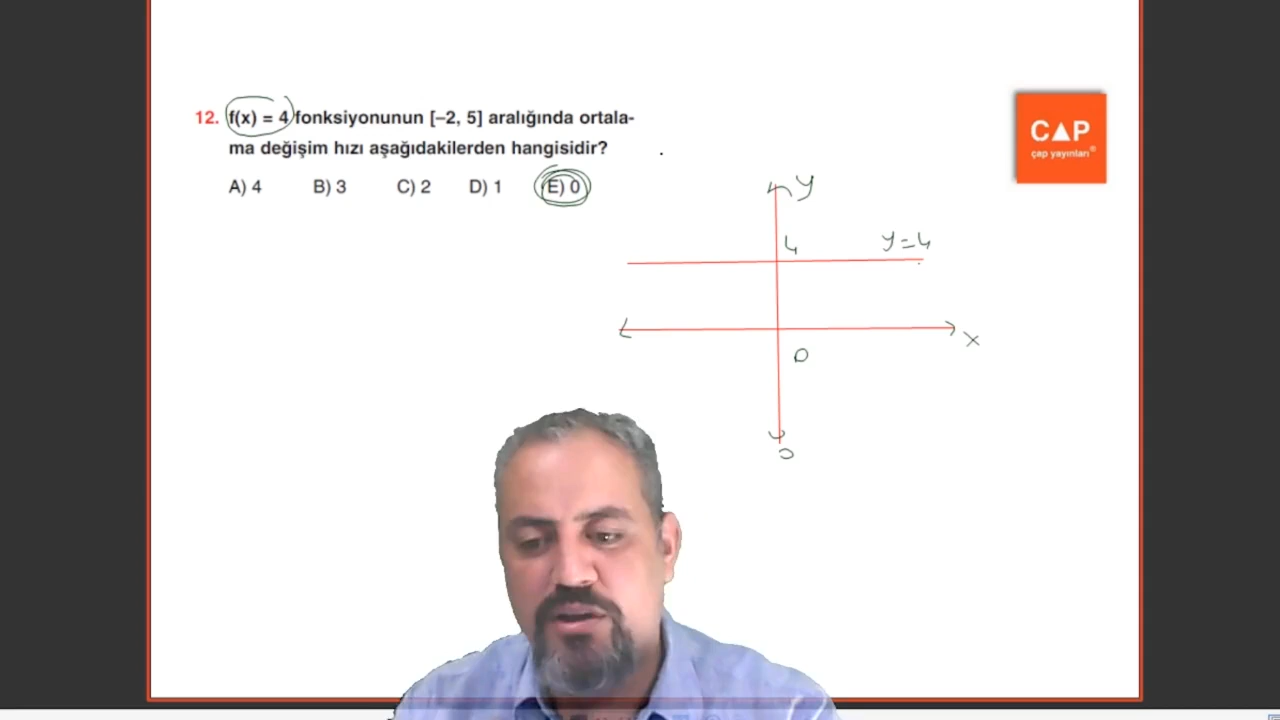 12. f(x) = 4 fonksiyonunun [–2, 5] aralığında ortala-
ma değişim hızı aşağıdakilerden hangisidir?
A) 4 B) 3 C) 2 D) 1 E) 0
ÇAP
çap yayınları®
y
4
y=4
x
0